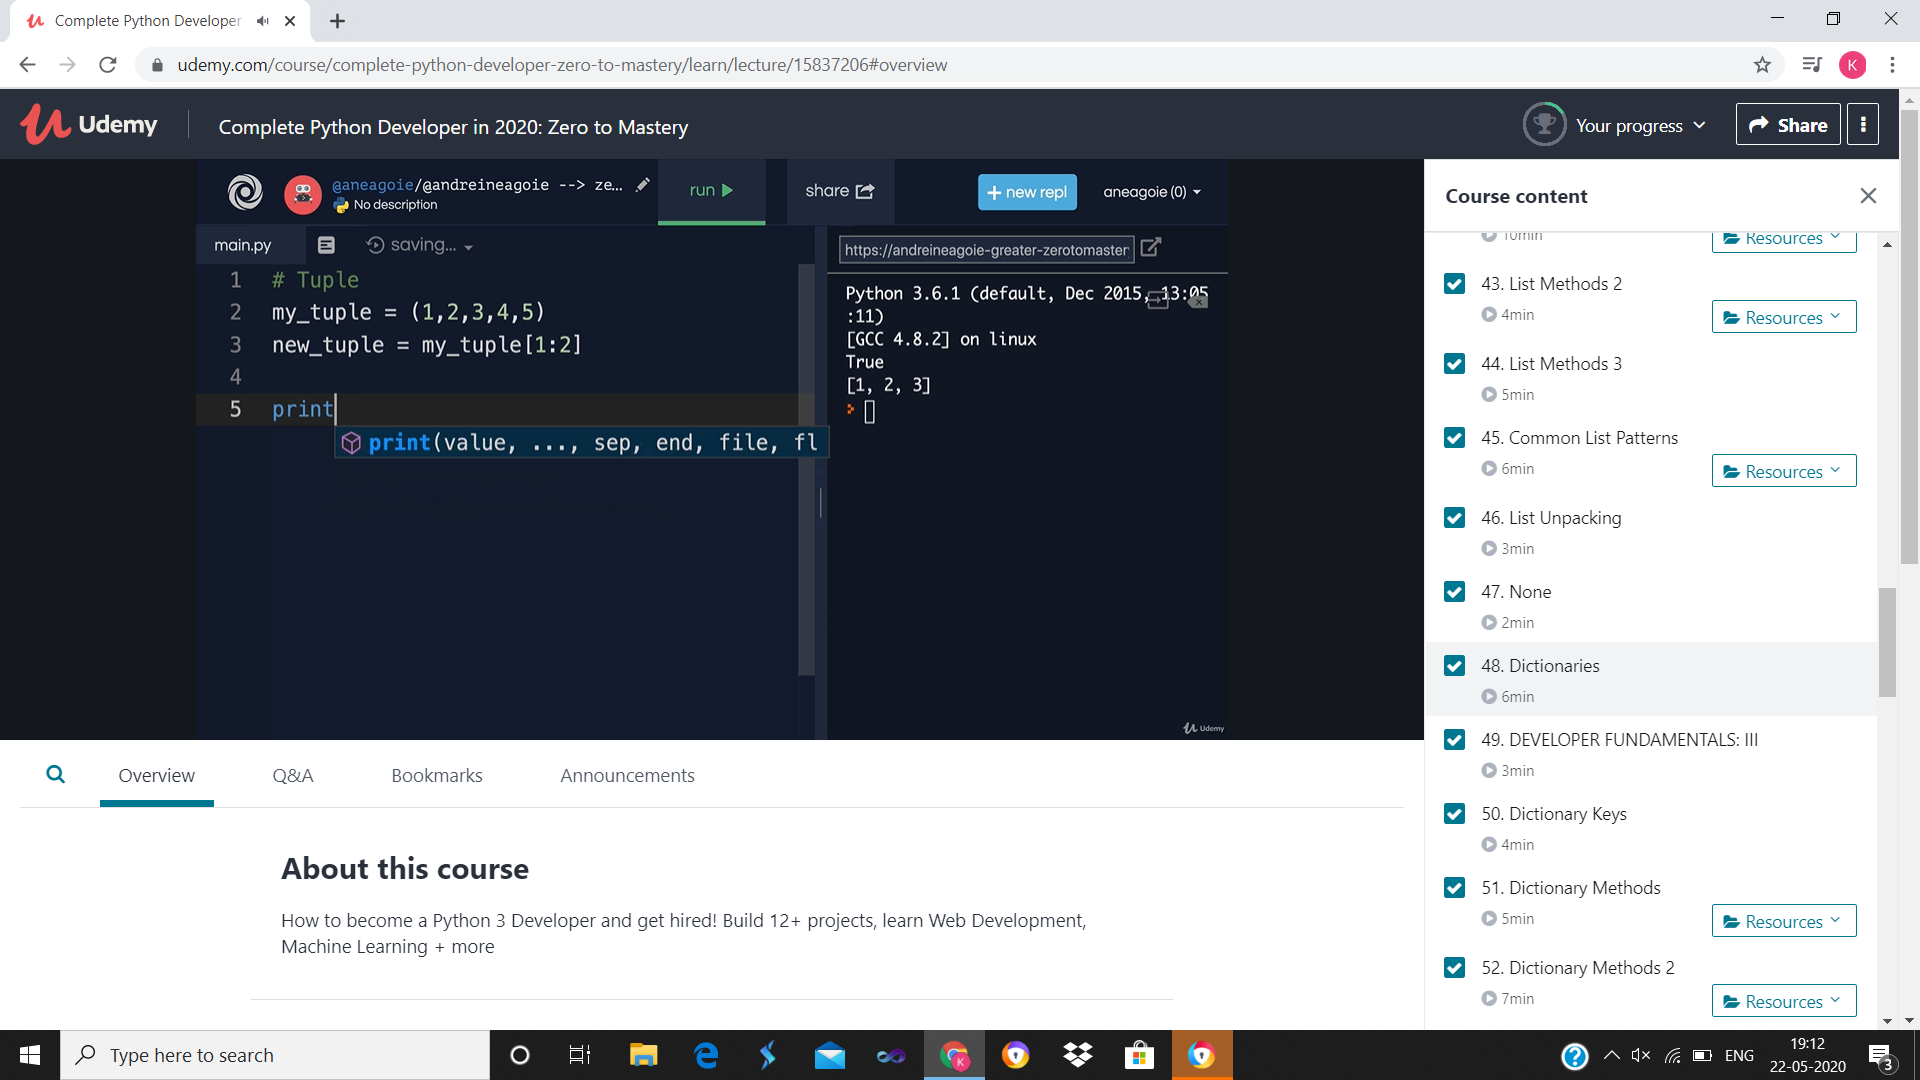 Complete Python Developer
udemy.com/course/complete-python-developer-zero-to-mastery/learn/lecture/15837206#overview
K
Udemy
Complete Python Developer in 2020: Zero to Mastery
Your progress
Share
@aneagoie/@andreineagoie --> ze...
No description
run
share
+ new repl
aneagoie (0)
main.py
saving...
1 # Tuple
2 my_tuple = (1,2,3,4,5)
3 new_tuple = my_tuple[1:2]
4
5 print
print(value, ..., sep, end, file, fl
https://andreineagoie-greater-zerotomaster
Python 3.6.1 (default, Dec 2015, 13:05
:11)
[GCC 4.8.2] on linux
True
[1, 2, 3]
Udemy
Course content
10min
Resources
43. List Methods 2
4min
Resources
44. List Methods 3
5min
45. Common List Patterns
6min
Resources
46. List Unpacking
3min
47. None
2min
48. Dictionaries
6min
49. DEVELOPER FUNDAMENTALS: III
3min
50. Dictionary Keys
4min
51. Dictionary Methods
5min
Resources
52. Dictionary Methods 2
7min
Resources
Overview
Q&A
Bookmarks
Announcements
About this course
How to become a Python 3 Developer and get hired! Build 12+ projects, learn Web Development,
Machine Learning + more
Type here to search
K
ENG
19:12
22-05-2020
3